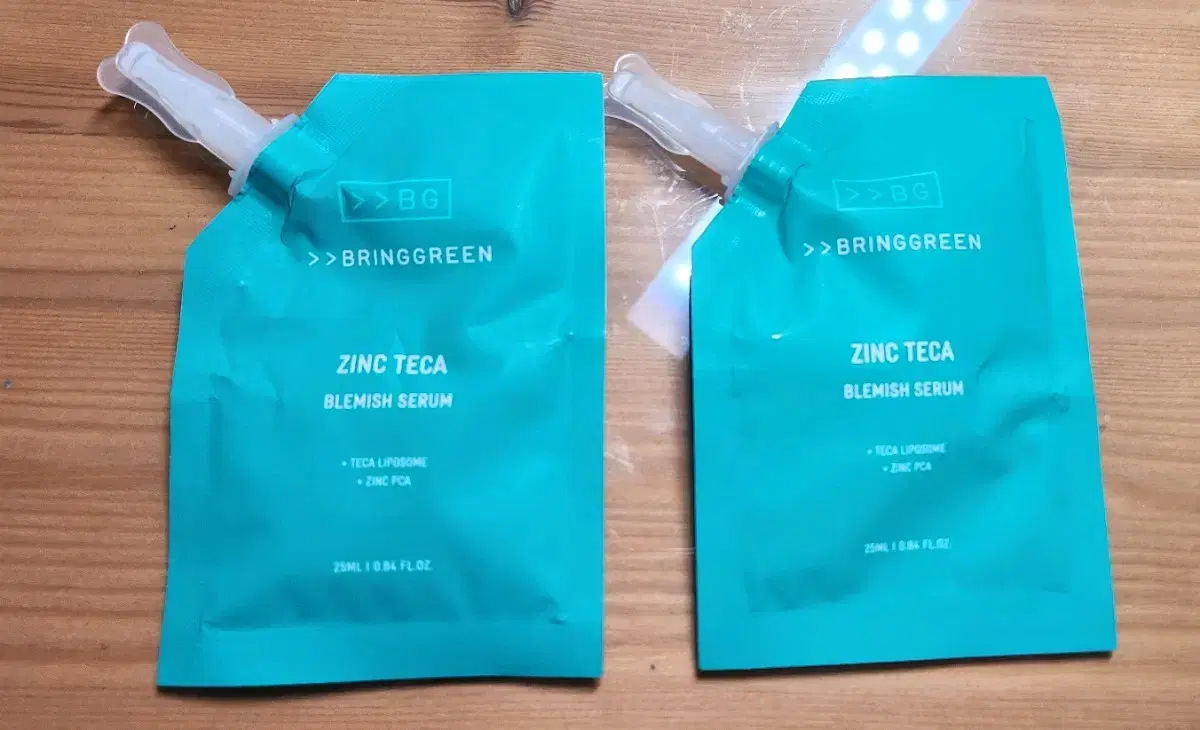 >>BG
>>BRINGGREEN
ZINC TECA
BLEMISH SERUM
+ TECA LIPOSOME
+ ZINC PCA
25ML I 0.84 FL.OZ.
>>BG
>>BRINGGREEN
ZINC TECA
BLEMISH SERUM
+ TECA LIPOSOME
+ ZINC PCA
25ML I 0.84 FL.OZ.